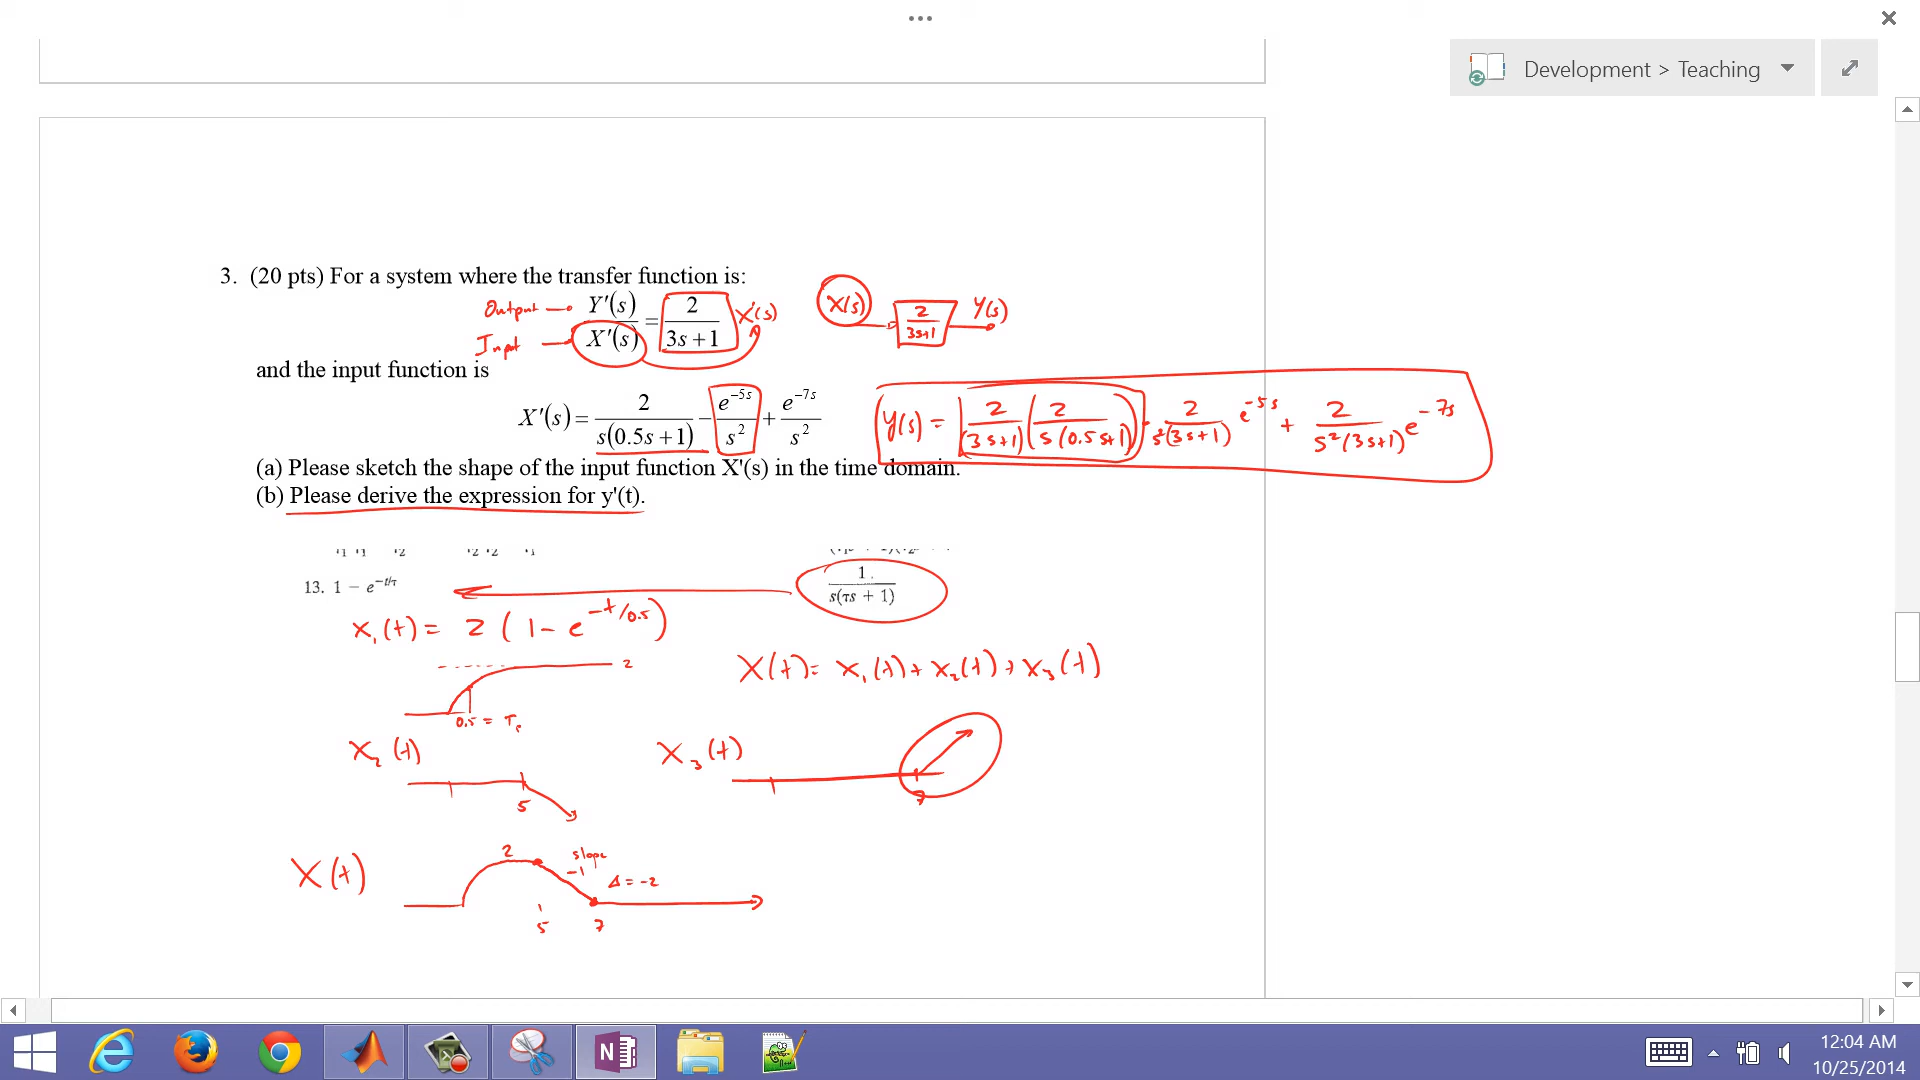 Development > Teaching
3. (20 pts) For a system where the transfer function is:
Output → Y'(s) / X'(s) = 2 / (3s + 1) X'(s)
Input →
X(s) → 2 / (3s+1) → Y(s)
and the input function is
X'(s) = 2 / (s(0.5s + 1)) − e^(−5s) / s^2 + e^(−7s) / s^2
Y(s) = 2 / (3s+1) (2 / (s(0.5s+1))) - 2 / (s^2(3s+1)) e^(-5s) + 2 / (s^2(3s+1)) e^(-7s)
(a) Please sketch the shape of the input function X'(s) in the time domain.
(b) Please derive the expression for y'(t).
13. 1 − e^(−t/τ)    1 / (s(τs + 1))
X₁(t) = 2 (1 - e^(-t/0.5))
2
X(t) = X₁(t) + X₂(t) + X₃(t)
0.5 = τ
X₂(t)
5
X₃(t)
7
X(t)
2
slope
-1
Δ = -2
5
7
12:04 AM
10/25/2014